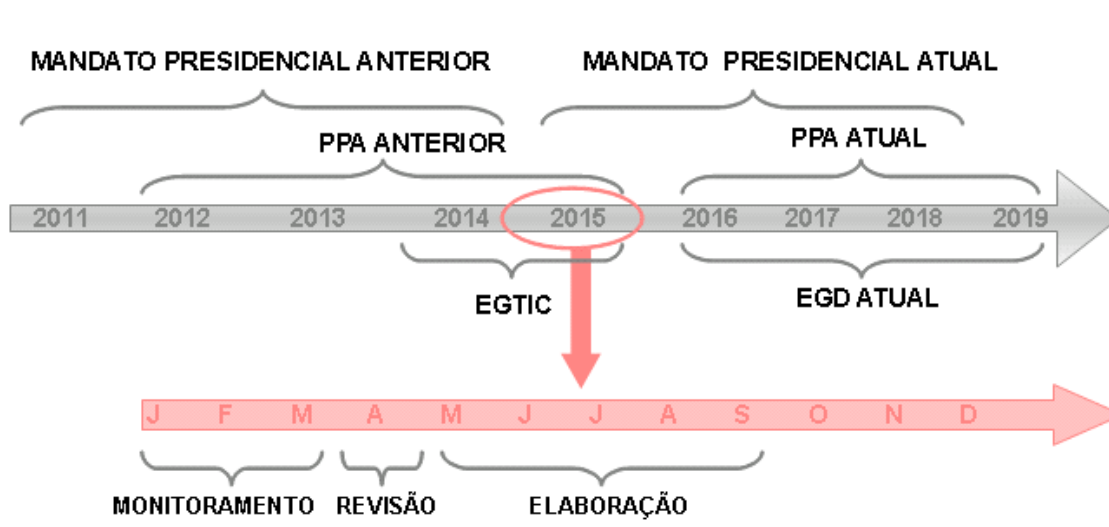 MANDATO PRESIDENCIAL ANTERIOR MANDATO PRESIDENCIAL ATUAL
PPA ANTERIOR PPA ATUAL
2011 2012 2013 2014 2015 2016 2017 2018 2019
EGTIC EGD ATUAL
J F M A M J J A S O N D
MONITORAMENTO REVISÃO ELABORAÇÃO